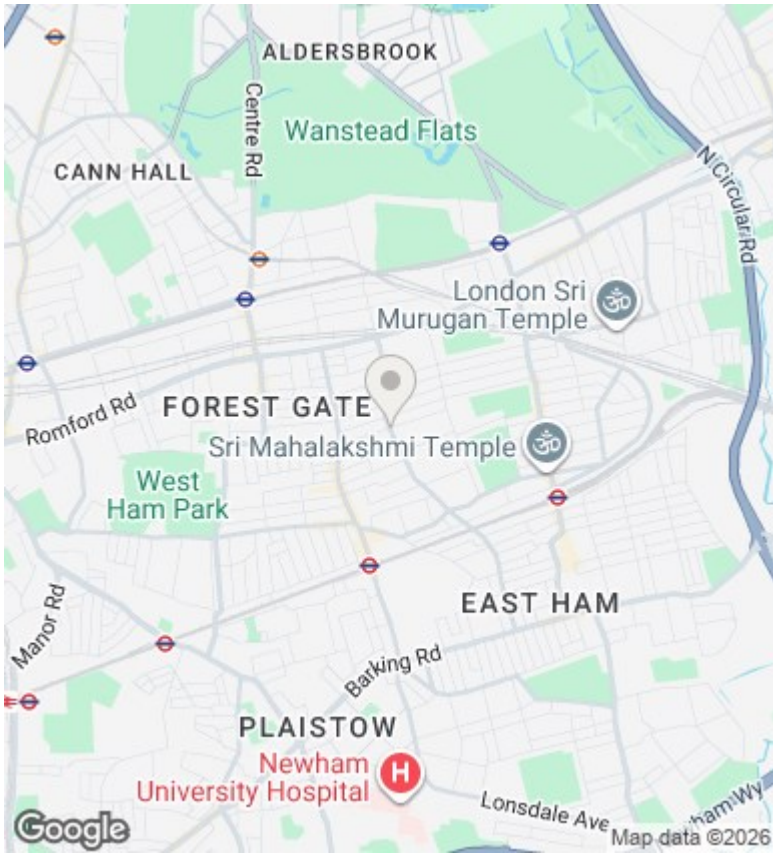 ALDERSBROOK
Centre Rd
Wanstead Flats
CANN HALL
N Circular Rd
London Sri
Murugan Temple
ૐ
Romford Rd
FOREST GATE
Sri Mahalakshmi Temple
ૐ
West
Ham Park
EAST HAM
Manor Rd
Barking Rd
PLAISTOW
Newham
University Hospital
H
Lonsdale Ave
ham Wy
Google
Map data ©2026